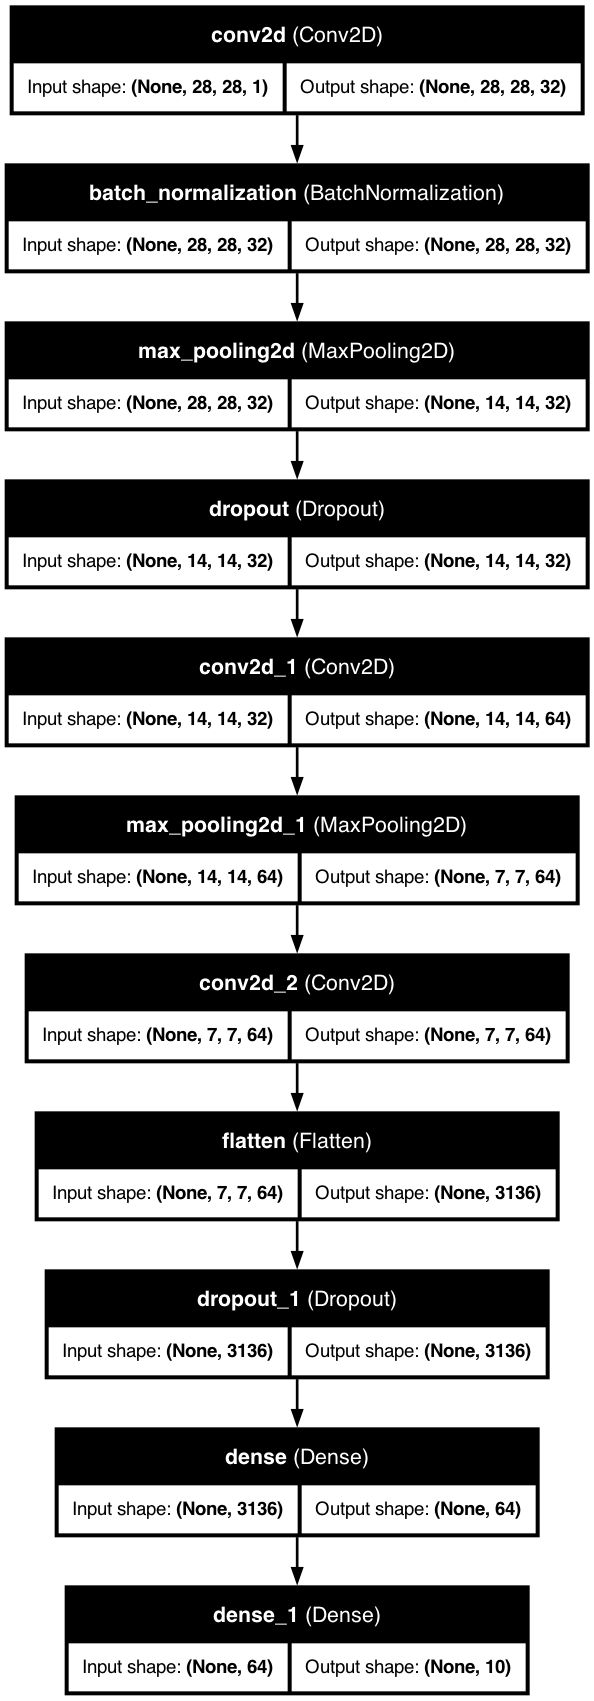 conv2d (Conv2D)
Input shape: (None, 28, 28, 1) Output shape: (None, 28, 28, 32)
batch_normalization (BatchNormalization)
Input shape: (None, 28, 28, 32) Output shape: (None, 28, 28, 32)
max_pooling2d (MaxPooling2D)
Input shape: (None, 28, 28, 32) Output shape: (None, 14, 14, 32)
dropout (Dropout)
Input shape: (None, 14, 14, 32) Output shape: (None, 14, 14, 32)
conv2d_1 (Conv2D)
Input shape: (None, 14, 14, 32) Output shape: (None, 14, 14, 64)
max_pooling2d_1 (MaxPooling2D)
Input shape: (None, 14, 14, 64) Output shape: (None, 7, 7, 64)
conv2d_2 (Conv2D)
Input shape: (None, 7, 7, 64) Output shape: (None, 7, 7, 64)
flatten (Flatten)
Input shape: (None, 7, 7, 64) Output shape: (None, 3136)
dropout_1 (Dropout)
Input shape: (None, 3136) Output shape: (None, 3136)
dense (Dense)
Input shape: (None, 3136) Output shape: (None, 64)
dense_1 (Dense)
Input shape: (None, 64) Output shape: (None, 10)